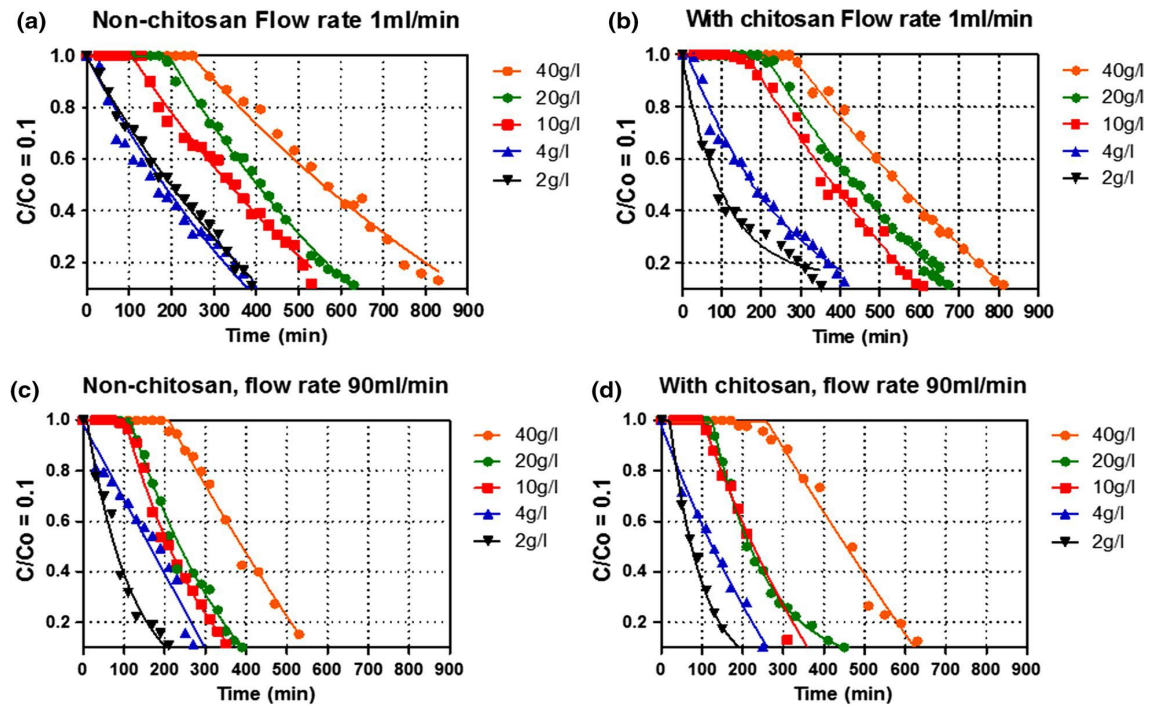 (a)
Non-chitosan Flow rate 1ml/min
C/Co = 0.1
1.0
0.8
0.6
0.4
0.2
0 100 200 300 400 500 600 700 800 900
Time (min)
40g/l
20g/l
10g/l
4g/l
2g/l
(b)
With chitosan Flow rate 1ml/min
C/Co = 0.1
1.0
0.8
0.6
0.4
0.2
0 100 200 300 400 500 600 700 800 900
Time (min)
40g/l
20g/l
10g/l
4g/l
2g/l
(c)
Non-chitosan, flow rate 90ml/min
C/Co = 0.1
1.0
0.8
0.6
0.4
0.2
0 100 200 300 400 500 600 700 800 900
Time (min)
40g/l
20g/l
10g/l
4g/l
2g/l
(d)
With chitosan, flow rate 90ml/min
C/Co = 0.1
1.0
0.8
0.6
0.4
0.2
0 100 200 300 400 500 600 700 800 900
Time (min)
40g/l
20g/l
10g/l
4g/l
2g/l